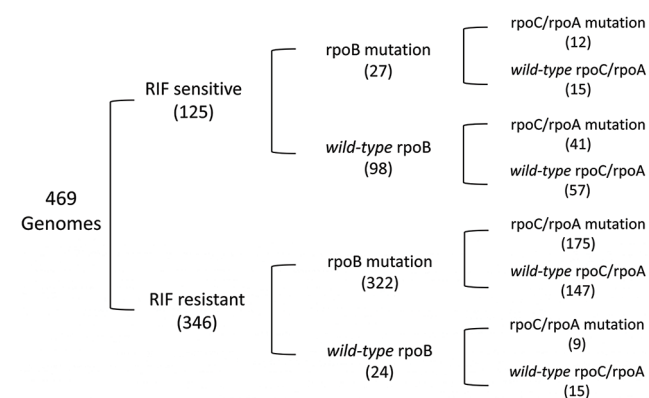 469
Genomes
RIF sensitive
(125)
rpoB mutation
(27)
rpoC/rpoA mutation
(12)
wild-type rpoC/rpoA
(15)
wild-type rpoB
(98)
rpoC/rpoA mutation
(41)
wild-type rpoC/rpoA
(57)
RIF resistant
(346)
rpoB mutation
(322)
rpoC/rpoA mutation
(175)
wild-type rpoC/rpoA
(147)
wild-type rpoB
(24)
rpoC/rpoA mutation
(9)
wild-type rpoC/rpoA
(15)